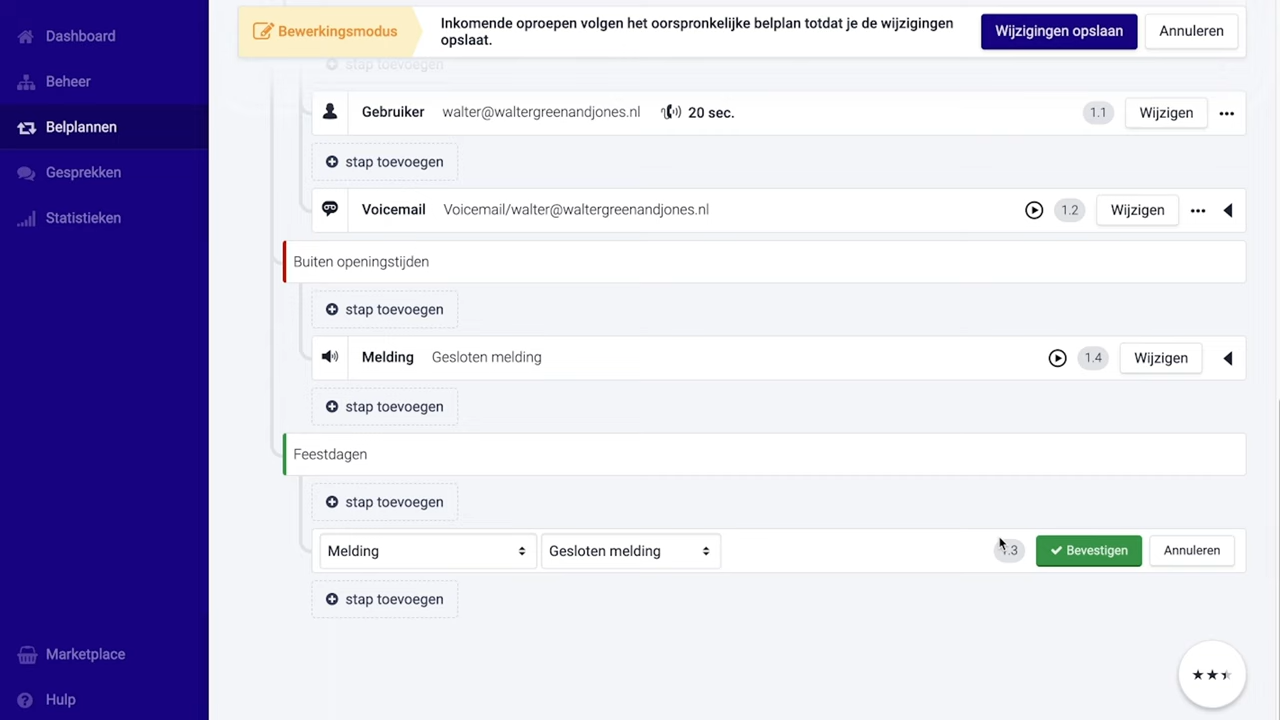 Dashboard
Beheer
Belplannen
Gesprekken
Statistieken
Marketplace
Hulp
Bewerkingsmodus
Inkomende oproepen volgen het oorspronkelijke belplan totdat je de wijzigingen
opslaat.
Wijzigingen opslaan
Annuleren
stap toevoegen
Gebruiker walter@waltergreenandjones.nl 20 sec. 1.1 Wijzigen
stap toevoegen
Voicemail Voicemail/walter@waltergreenandjones.nl 1.2 Wijzigen
Buiten openingstijden
stap toevoegen
Melding Gesloten melding 1.4 Wijzigen
stap toevoegen
Feestdagen
stap toevoegen
Melding Gesloten melding 1.3 Bevestigen Annuleren
stap toevoegen